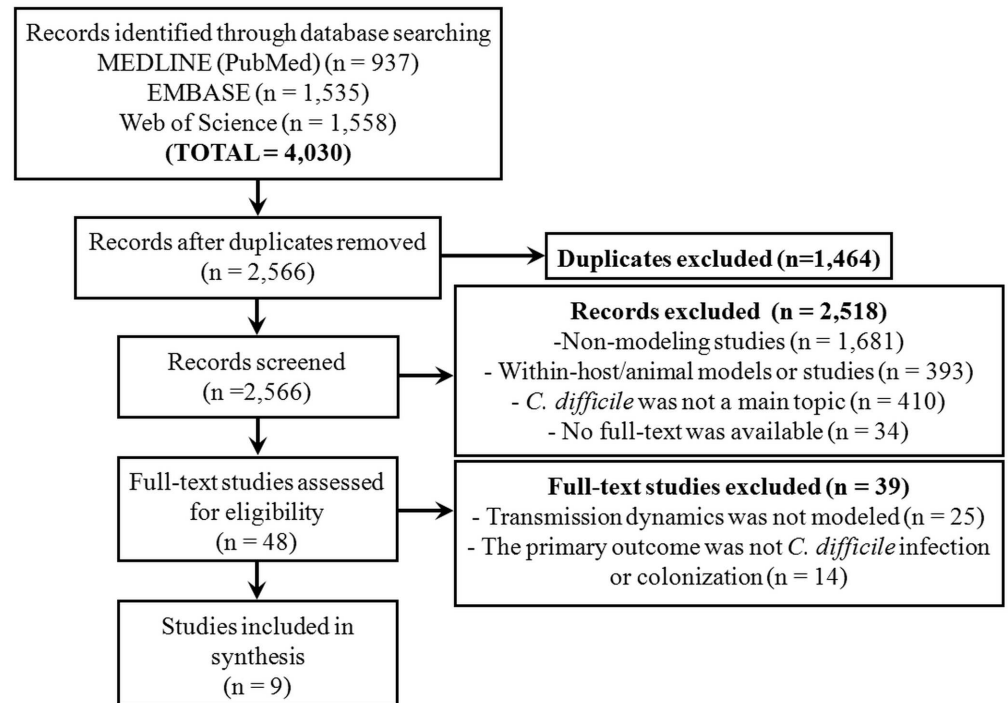 Records identified through database searching
MEDLINE (PubMed) (n = 937)
EMBASE (n = 1,535)
Web of Science (n = 1,558)
(TOTAL = 4,030)
Records after duplicates removed
(n = 2,566)
Duplicates excluded (n=1,464)
Records screened
(n =2,566)
Records excluded (n = 2,518)
-Non-modeling studies (n = 1,681)
- Within-host/animal models or studies (n = 393)
- C. difficile was not a main topic (n = 410)
- No full-text was available (n = 34)
Full-text studies assessed
for eligibility
(n = 48)
Full-text studies excluded (n = 39)
- Transmission dynamics was not modeled (n = 25)
- The primary outcome was not C. difficile infection
or colonization (n = 14)
Studies included in
synthesis
(n = 9)